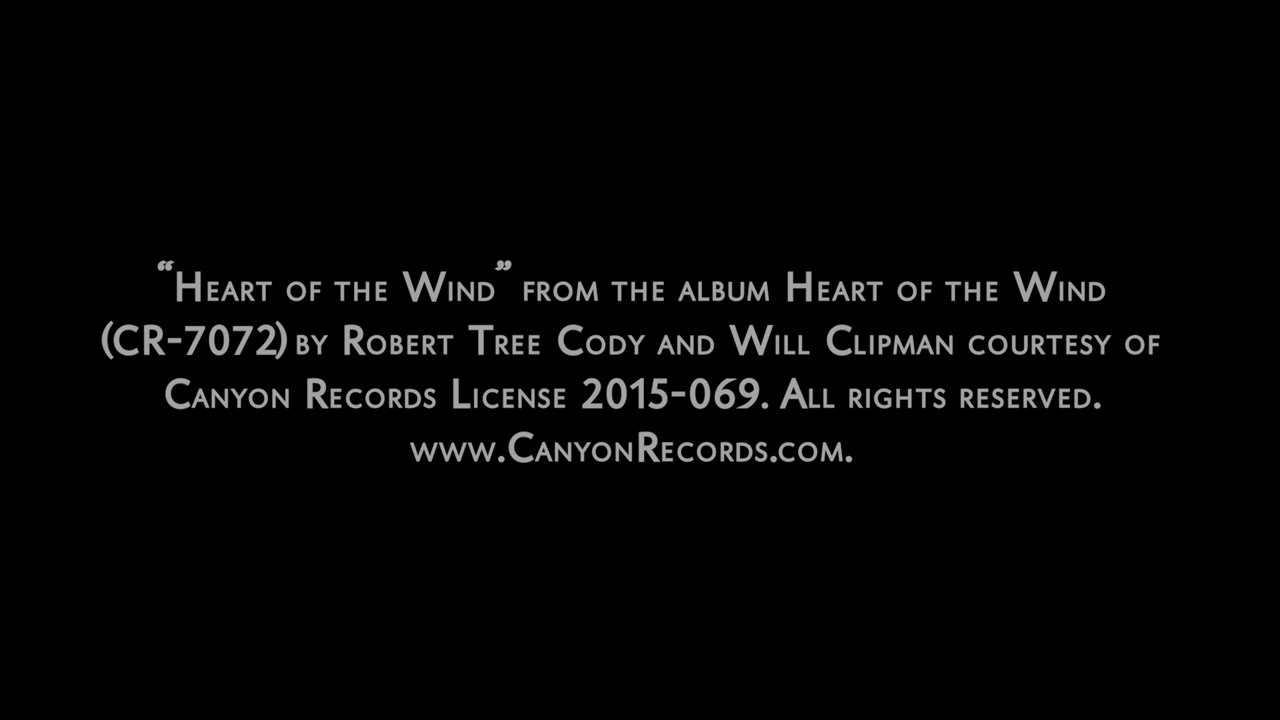 “Heart of the Wind” from the album Heart of the Wind
(CR-7072) by Robert Tree Cody and Will Clipman courtesy of
Canyon Records License 2015-069. All rights reserved.
www.CanyonRecords.com.